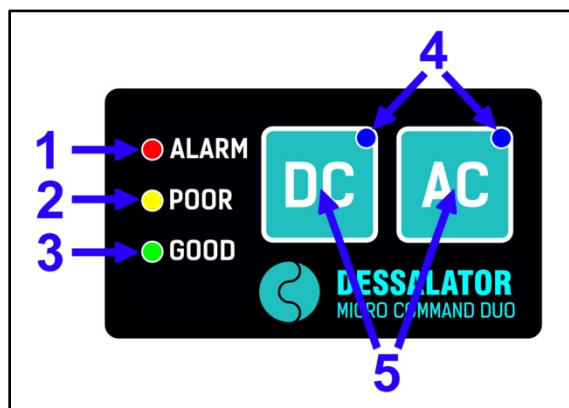 4
1 ALARM
2 POOR
3 GOOD
DC AC
DESSALATOR
MICRO COMMAND DUO
5